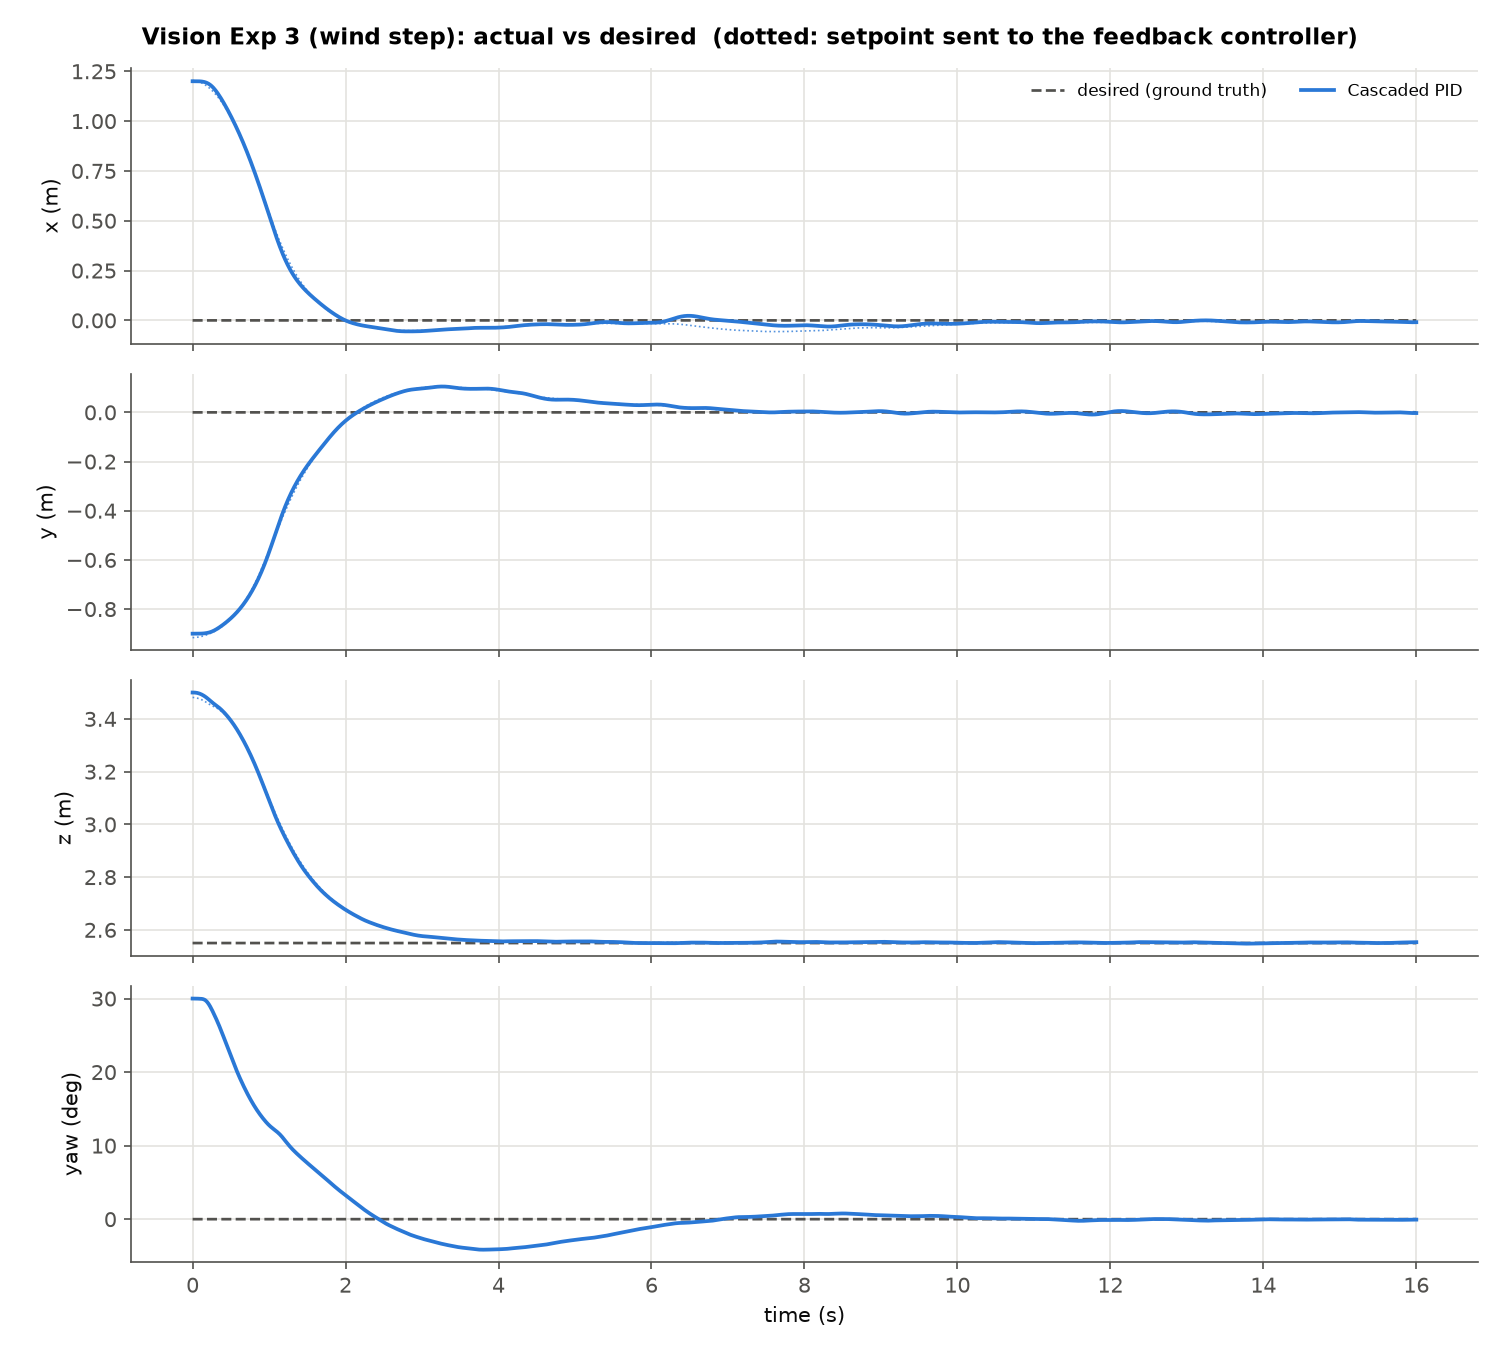 Vision Exp 3 (wind step): actual vs desired  (dotted: setpoint sent to the feedback controller)
desired (ground truth)
Cascaded PID
x (m)
1.25
1.00
0.75
0.50
0.25
0.00
y (m)
0.0
−0.2
−0.4
−0.6
−0.8
z (m)
3.4
3.2
3.0
2.8
2.6
yaw (deg)
30
20
10
0
0 2 4 6 8 10 12 14 16
time (s)